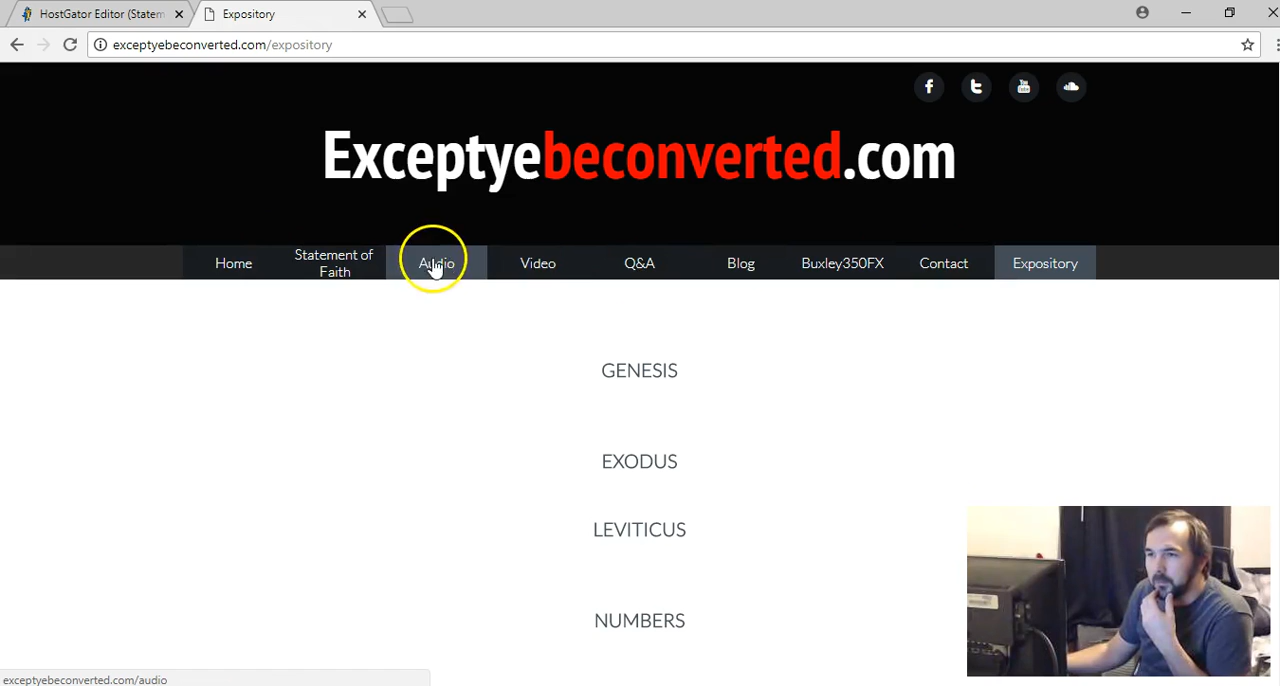 HostGator Editor (Statem
Expository
exceptyebeconverted.com/expository
Exceptyebeconverted.com
Home
Statement of
Faith
Audio
Video
Q&A
Blog
Buxley350FX
Contact
Expository
GENESIS
EXODUS
LEVITICUS
NUMBERS
exceptyebeconverted.com/audio